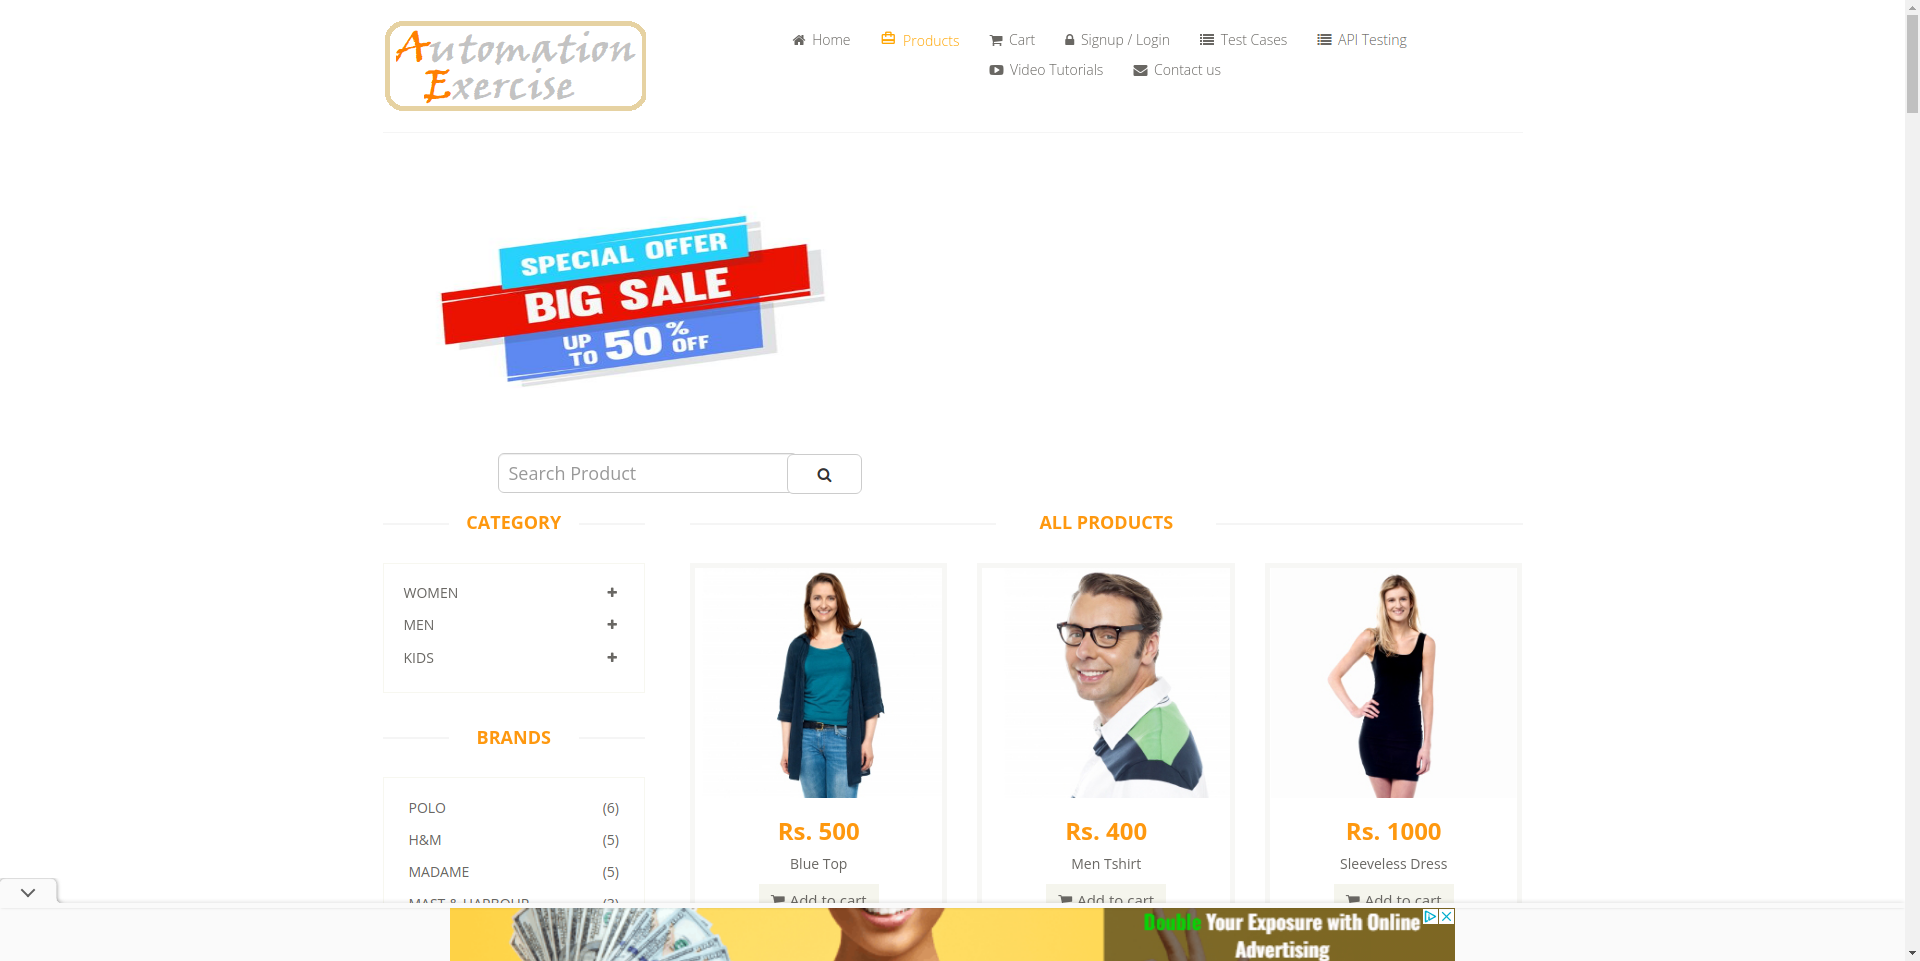 Automation
Exercise
Home
Products
Cart
Signup / Login
Test Cases
API Testing
Video Tutorials
Contact us
SPECIAL OFFER
BIG SALE
UP TO 50% OFF
Search Product
CATEGORY
ALL PRODUCTS
WOMEN
MEN
KIDS
BRANDS
POLO (6)
H&M (5)
MADAME (5)
MAST & HARBOUR (3)
Rs. 500
Blue Top
Add to cart
Rs. 400
Men Tshirt
Add to cart
Rs. 1000
Sleeveless Dress
Add to cart
Double Your Exposure with Online
Advertising